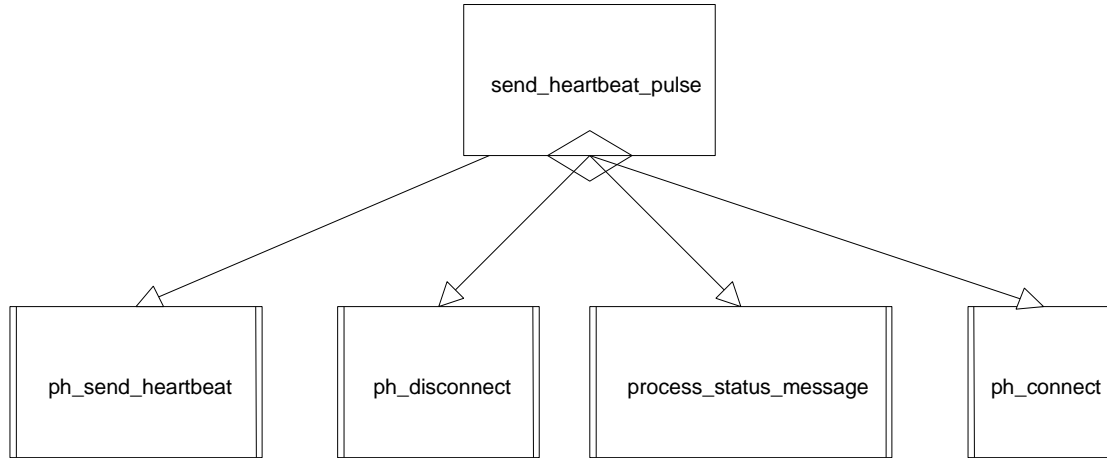 send_heartbeat_pulse
ph_send_heartbeat
ph_disconnect
process_status_message
ph_connect